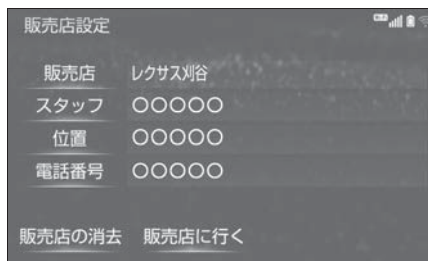 販売店設定
販売店 レクサス刈谷
スタッフ ○○○○○
位置 ○○○○○
電話番号 ○○○○○
販売店の消去 販売店に行く